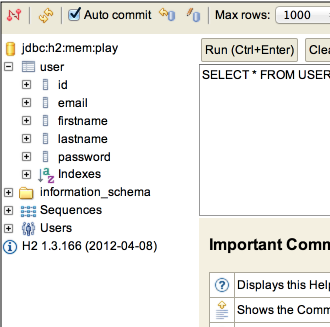 Auto commit Max rows: 1000
jdbc:h2:mem:play
user
id
email
firstname
lastname
password
Indexes
information_schema
Sequences
Users
H2 1.3.166 (2012-04-08)
Run (Ctrl+Enter) Clea
SELECT * FROM USER
Important Comm
Displays this Help
Shows the Comm